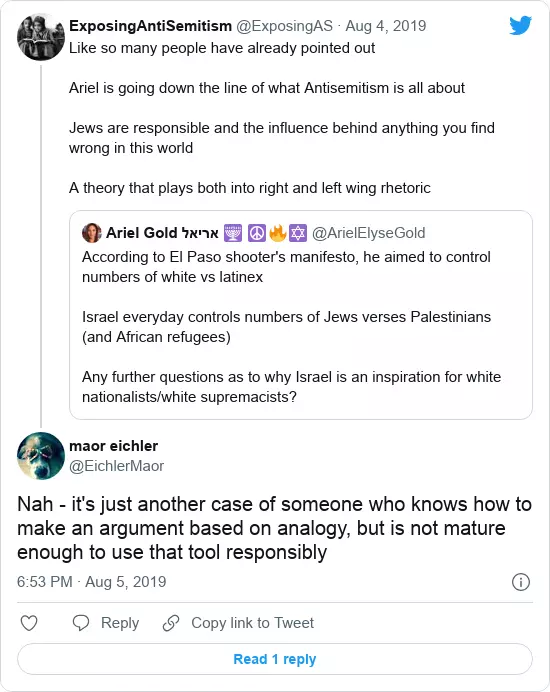 ExposingAntiSemitism @ExposingAS · Aug 4, 2019
Like so many people have already pointed out
Ariel is going down the line of what Antisemitism is all about
Jews are responsible and the influence behind anything you find
wrong in this world
A theory that plays both into right and left wing rhetoric
Ariel Gold אריאל 🕎 ☮️🔥✡️ @ArielElyseGold
According to El Paso shooter's manifesto, he aimed to control
numbers of white vs latinex
Israel everyday controls numbers of Jews verses Palestinians
(and African refugees)
Any further questions as to why Israel is an inspiration for white
nationalists/white supremacists?
maor eichler
@EichlerMaor
Nah - it's just another case of someone who knows how to
make an argument based on analogy, but is not mature
enough to use that tool responsibly
6:53 PM · Aug 5, 2019
Reply
Copy link to Tweet
Read 1 reply